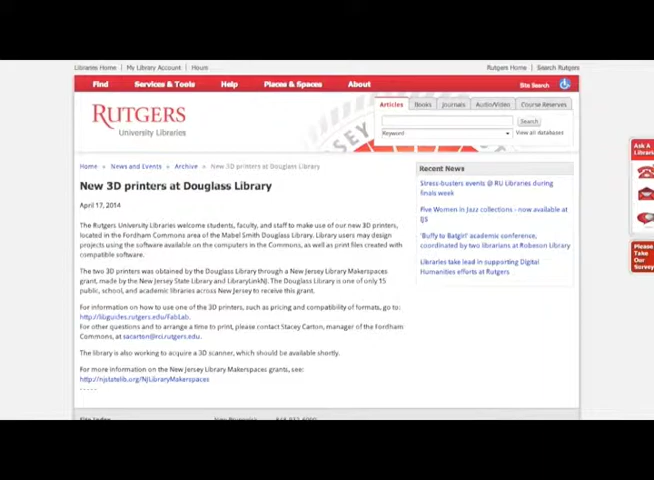 Libraries Home | My Library Account | Hours
Rutgers Home | Search Rutgers
Find Services & Tools Help Places & Spaces About
Site Search
RUTGERS
University Libraries
Articles Books Journals Audio/Video Course Reserves
Search
Keyword
View all databases
Ask A
Librari
Home » News and Events » Archive » New 3D printers at Douglass Library
New 3D printers at Douglass Library
April 17, 2014
The Rutgers University Libraries welcome students, faculty, and staff to make use of our new 3D printers,
located in the Fordham Commons area of the Mabel Smith Douglass Library. Library users may design
projects using the software available on the computers in the Commons, as well as print files created with
compatible software.
The two 3D printers was obtained by the Douglass Library through a New Jersey Library Makerspaces
grant, made by the New Jersey State Library and LibraryLinkNJ. The Douglass Library is one of only 15
public, school, and academic libraries across New Jersey to receive this grant.
For information on how to use one of the 3D printers, such as pricing and compatibility of formats, go to:
http://libguides.rutgers.edu/FabLab.
For other questions and to arrange a time to print, please contact Stacey Carton, manager of the Fordham
Commons, at sacarton@rci.rutgers.edu.
The library is also working to acquire a 3D scanner, which should be available shortly.
For more information on the New Jersey Library Makerspaces grants, see:
http://njstatelib.org/NJLibraryMakerspaces
-----
Recent News
Stress-busters events @ RU Libraries during
finals week
Five Women in Jazz collections - now available at
IJS
'Buffy to Batgirl' academic conference,
coordinated by two librarians at Robeson Library
Libraries take lead in supporting Digital
Humanities efforts at Rutgers
Please
Take
Our
Survey